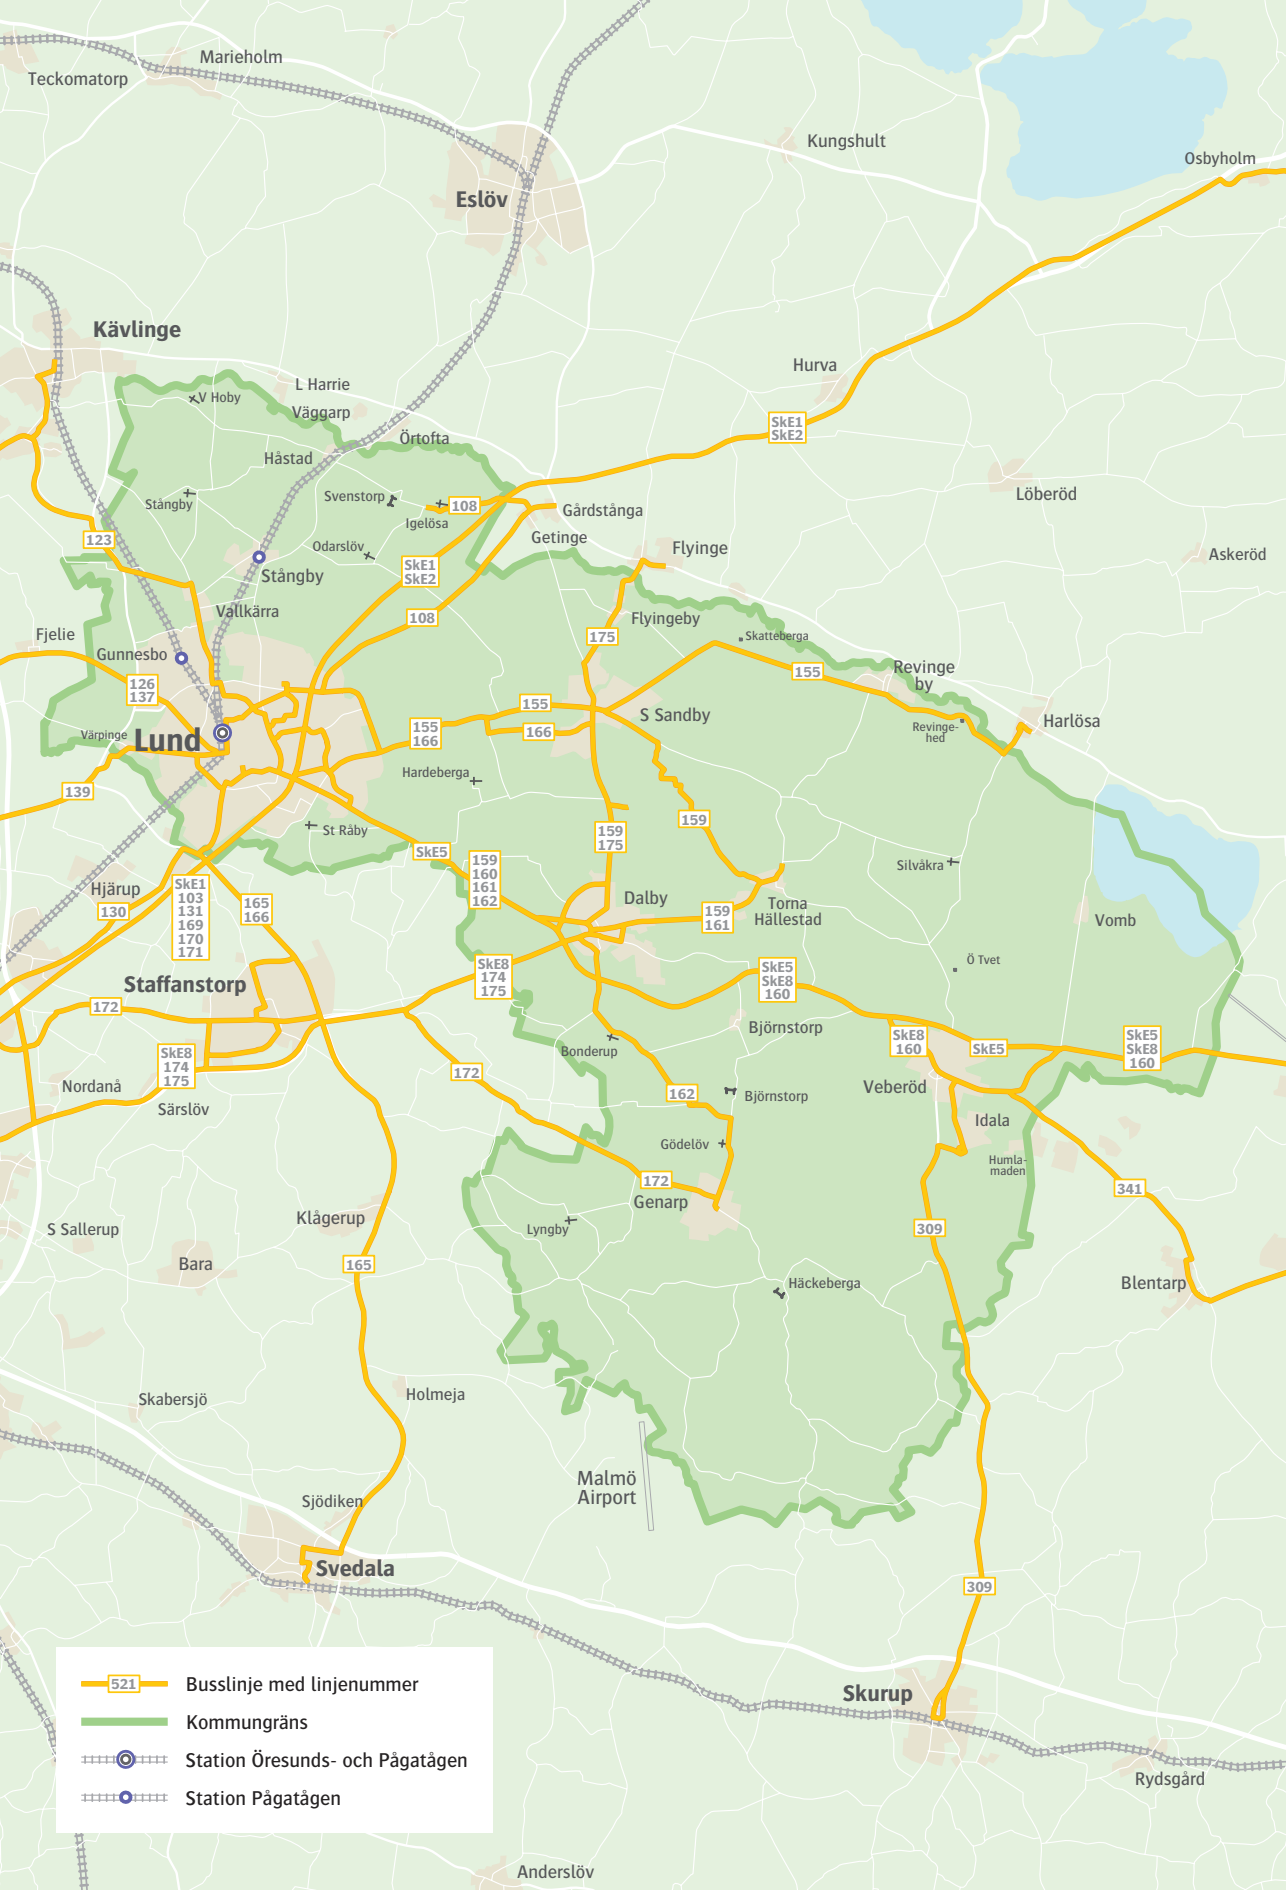 Marieholm
Teckomatorp
Kungshult
Osbyholm
Eslöv
Kävlinge
Hurva
L Harrie
V Hoby
Väggarp
SkE1
SkE2
Örtofta
Håstad
Löberöd
Svenstorp
Stångby
108
Igelösa
Gårdstånga
123
Getinge
Odarslöv
Flyinge
Askeröd
SkE1
SkE2
Stångby
Vallkärra
108
Flyingeby
Fjelie
175
Skatteberga
Gunnesbo
155
Revinge
by
126
137
155
S Sandby
Harlösa
Revinge-
hed
155
166
166
Värpinge
Lund
Hardeberga
139
159
St Råby
159
175
SkE5
159
160
161
162
Silvåkra
Hjärup
SkE1
103
131
169
170
171
130
165
166
Dalby
Torna
Hällestad
159
161
Vomb
Ö Tvet
SkE8
174
175
SkE5
SkE8
160
Staffanstorp
172
Björnstorp
SkE8
160
SkE5
SkE5
SkE8
160
Bonderup
SkE8
174
175
172
Nordanå
Särslöv
162
Björnstorp
Veberöd
Idala
Gödelöv
Humla-
maden
172
Genarp
341
Klågerup
S Sallerup
Lyngby
309
Bara
165
Häckeberga
Blentarp
Holmeja
Skabersjö
Malmö
Airport
Sjödiken
Svedala
309
521 Busslinje med linjenummer
Kommungräns
Station Öresunds- och Pågatågen
Station Pågatågen
Skurup
Rydsgård
Anderslöv